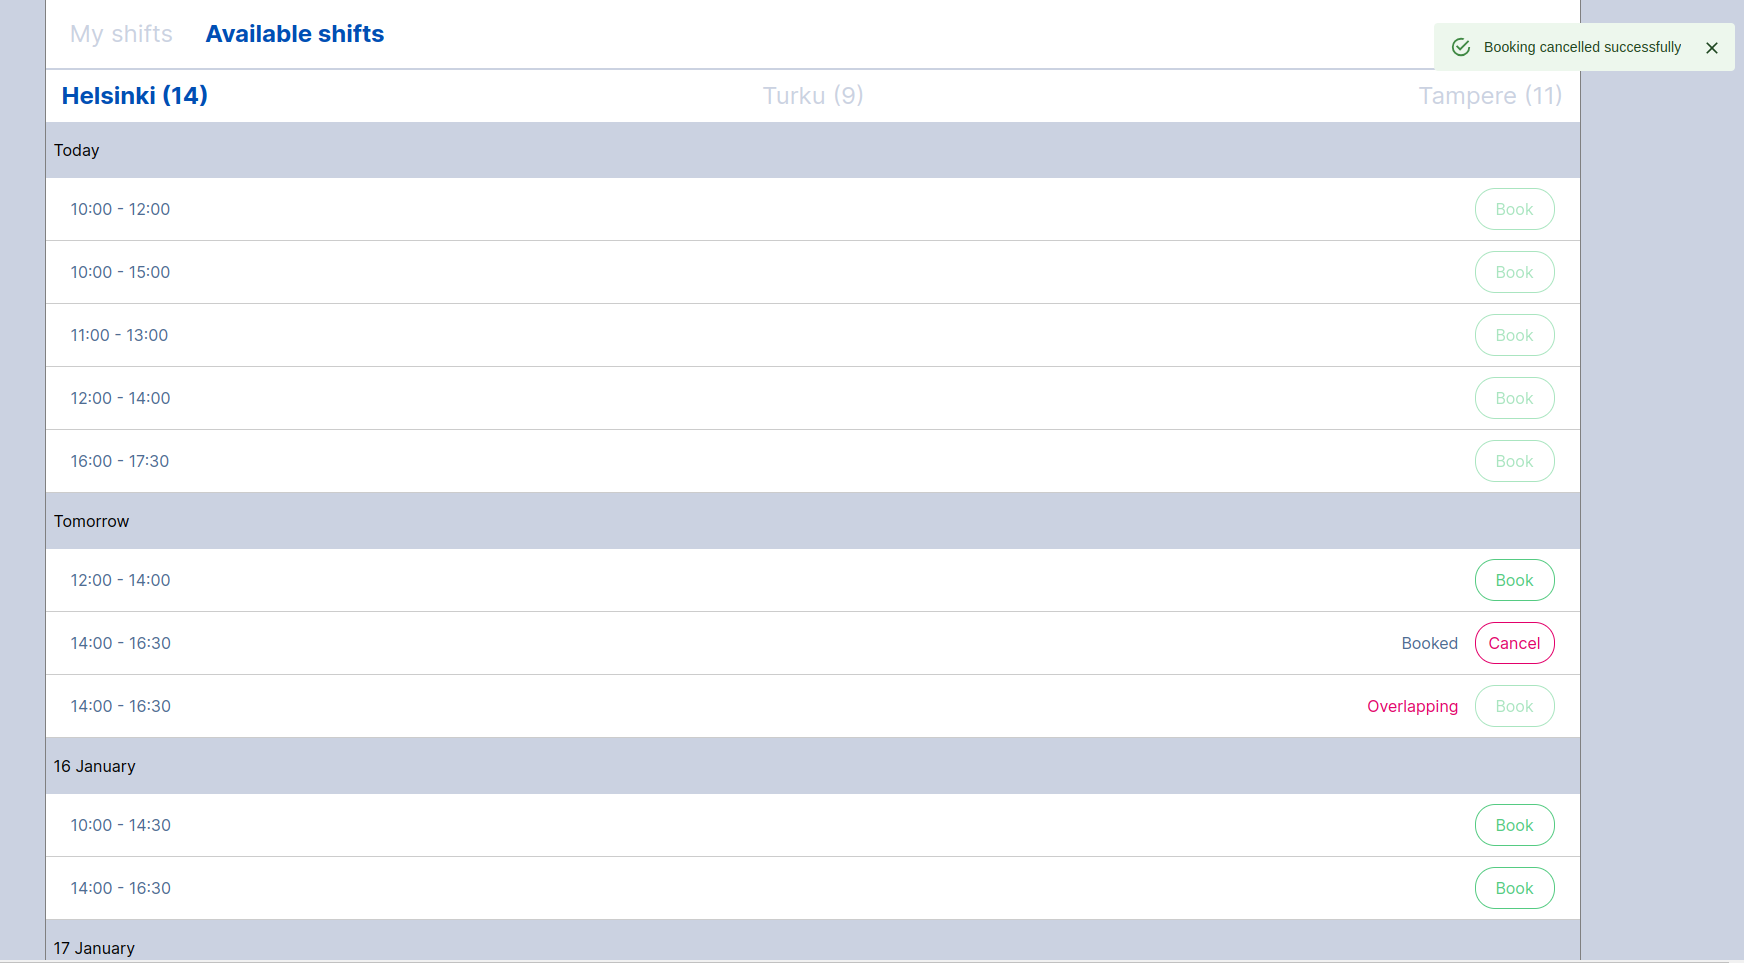 My shifts Available shifts
Booking cancelled successfully
Helsinki (14) Turku (9) Tampere (11)
Today
10:00 - 12:00 Book
10:00 - 15:00 Book
11:00 - 13:00 Book
12:00 - 14:00 Book
16:00 - 17:30 Book
Tomorrow
12:00 - 14:00 Book
14:00 - 16:30 Booked Cancel
14:00 - 16:30 Overlapping Book
16 January
10:00 - 14:30 Book
14:00 - 16:30 Book
17 January